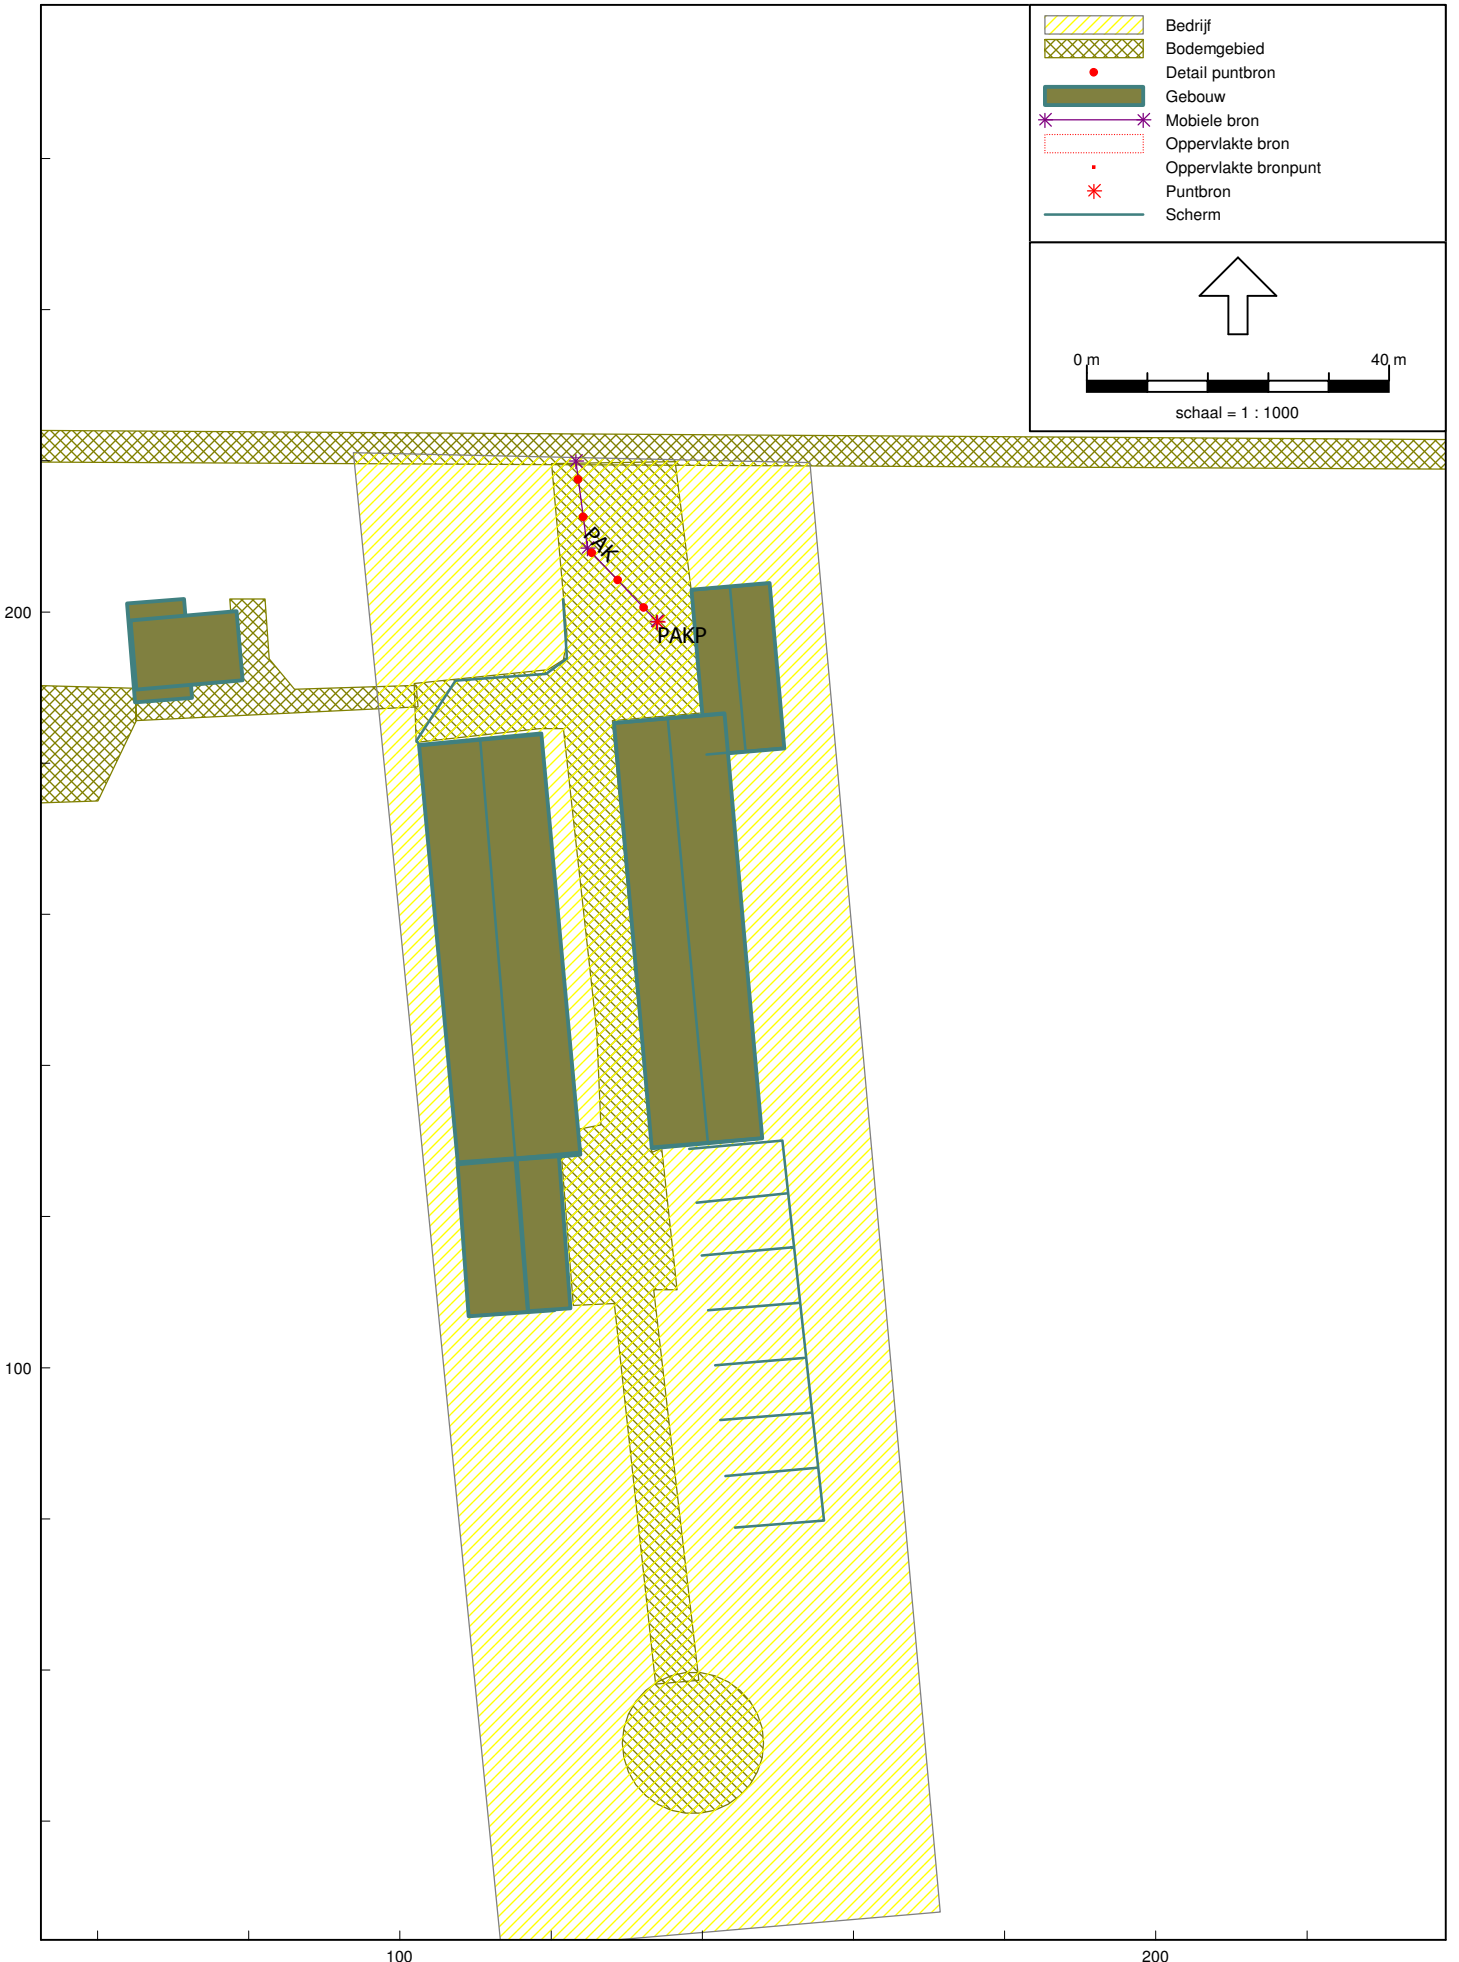 Bedrijf
Bodemgebied
Detail puntbron
Gebouw
Mobiele bron
Oppervlakte bron
Oppervlakte bronpunt
Puntbron
Scherm
0 m 40 m
schaal = 1 : 1000
PAK
200
PAKP
100
100 200